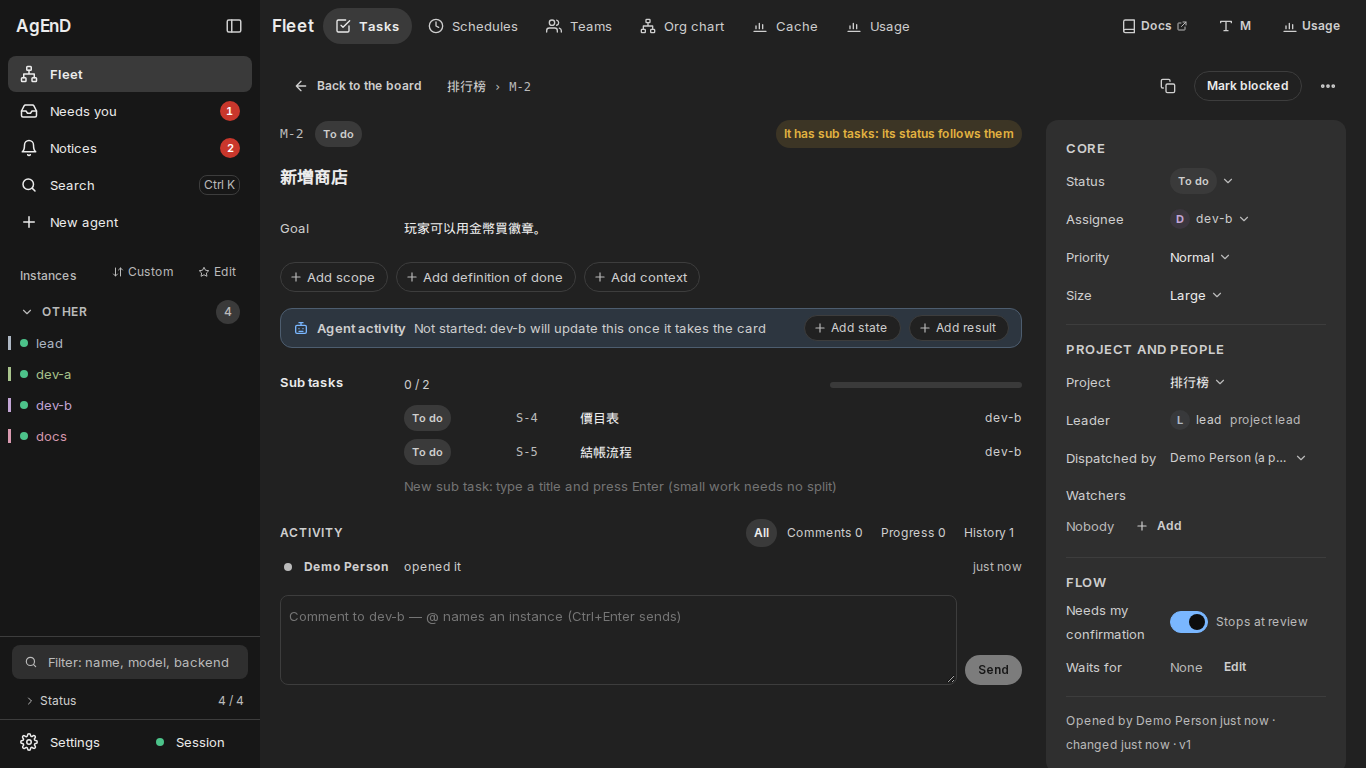 AgEnD
Fleet
Needs you 1
Notices 2
Search Ctrl K
New agent
Instances Custom Edit
OTHER 4
lead
dev-a
dev-b
docs
Filter: name, model, backend
Status 4 / 4
Settings Session
Fleet Tasks Schedules Teams Org chart Cache Usage Docs M Usage
Back to the board 排行榜 › M-2 Mark blocked
M-2 To do It has sub tasks: its status follows them
新增商店
Goal 玩家可以用金幣買徽章。
Add scope Add definition of done Add context
Agent activity Not started: dev-b will update this once it takes the card Add state Add result
Sub tasks 0 / 2
To do S-4 價目表 dev-b
To do S-5 結帳流程 dev-b
New sub task: type a title and press Enter (small work needs no split)
ACTIVITY All Comments 0 Progress 0 History 1
Demo Person opened it just now
Comment to dev-b — @ names an instance (Ctrl+Enter sends)
Send
CORE
Status To do
Assignee D dev-b
Priority Normal
Size Large
PROJECT AND PEOPLE
Project 排行榜
Leader L lead project lead
Dispatched by Demo Person (a p...
Watchers
Nobody Add
FLOW
Needs my
confirmation Stops at review
Waits for None Edit
Opened by Demo Person just now ·
changed just now · v1